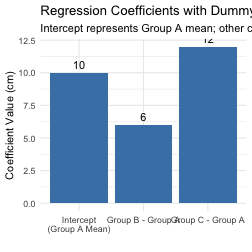 Regression Coefficients with Dummy
Intercept represents Group A mean; other c
12.5
10.0
7.5
5.0
2.5
0.0
Coefficient Value (cm)
10
6
12
Intercept
(Group A Mean)
Group B - Group A
Group C - Group A